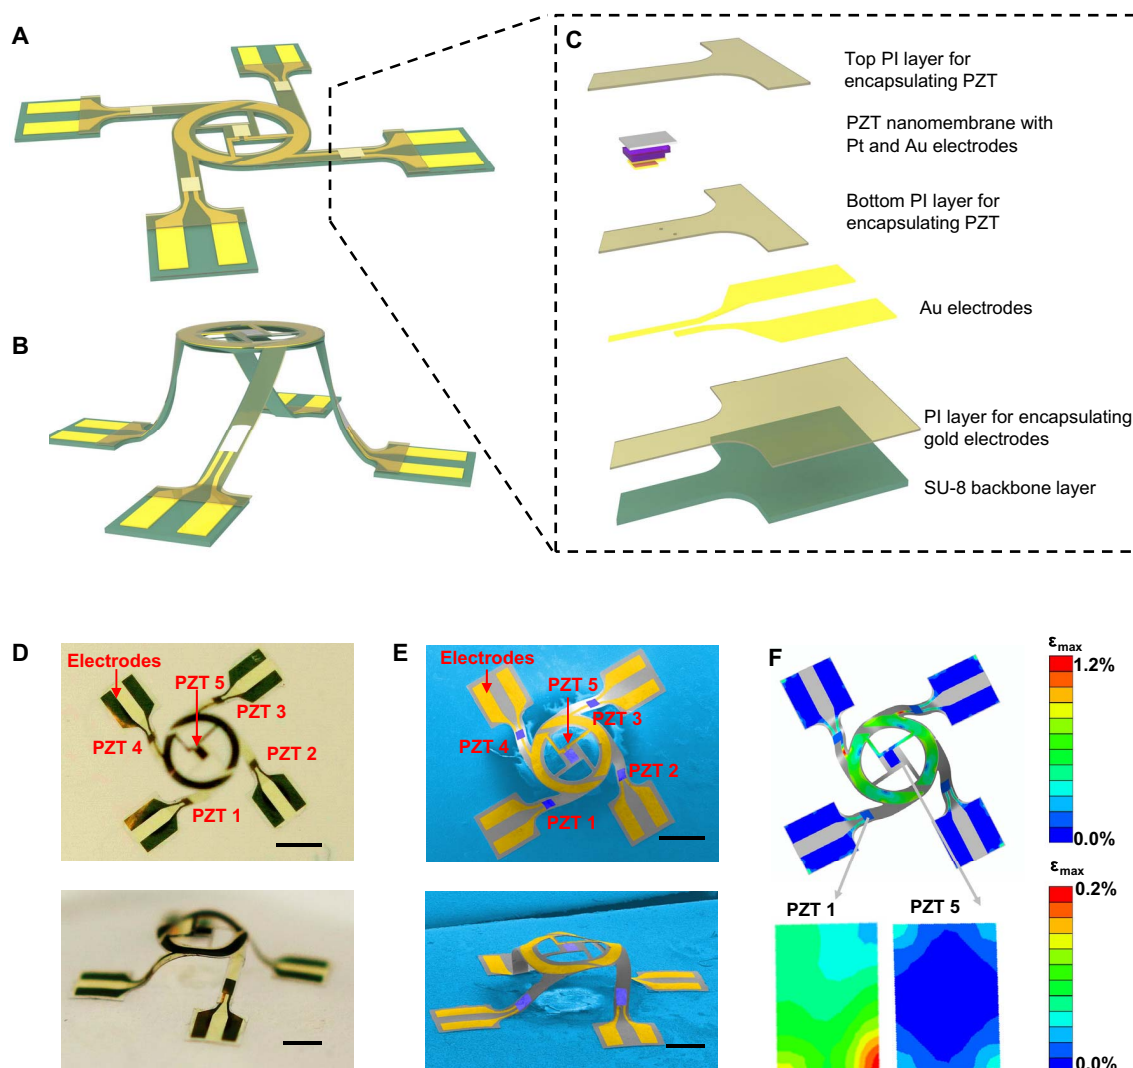 A
C
Top PI layer for
encapsulating PZT
PZT nanomembrane with
Pt and Au electrodes
Bottom PI layer for
encapsulating PZT
Au electrodes
B
PI layer for encapsulating
gold electrodes
SU-8 backbone layer
D
Electrodes
PZT 5
PZT 3
PZT 4
PZT 2
PZT 1
E
Electrodes
PZT 5
PZT 3
PZT 4
PZT 2
PZT 1
F
εmax
1.2%
0.0%
εmax
0.2%
0.0%
PZT 1
PZT 5